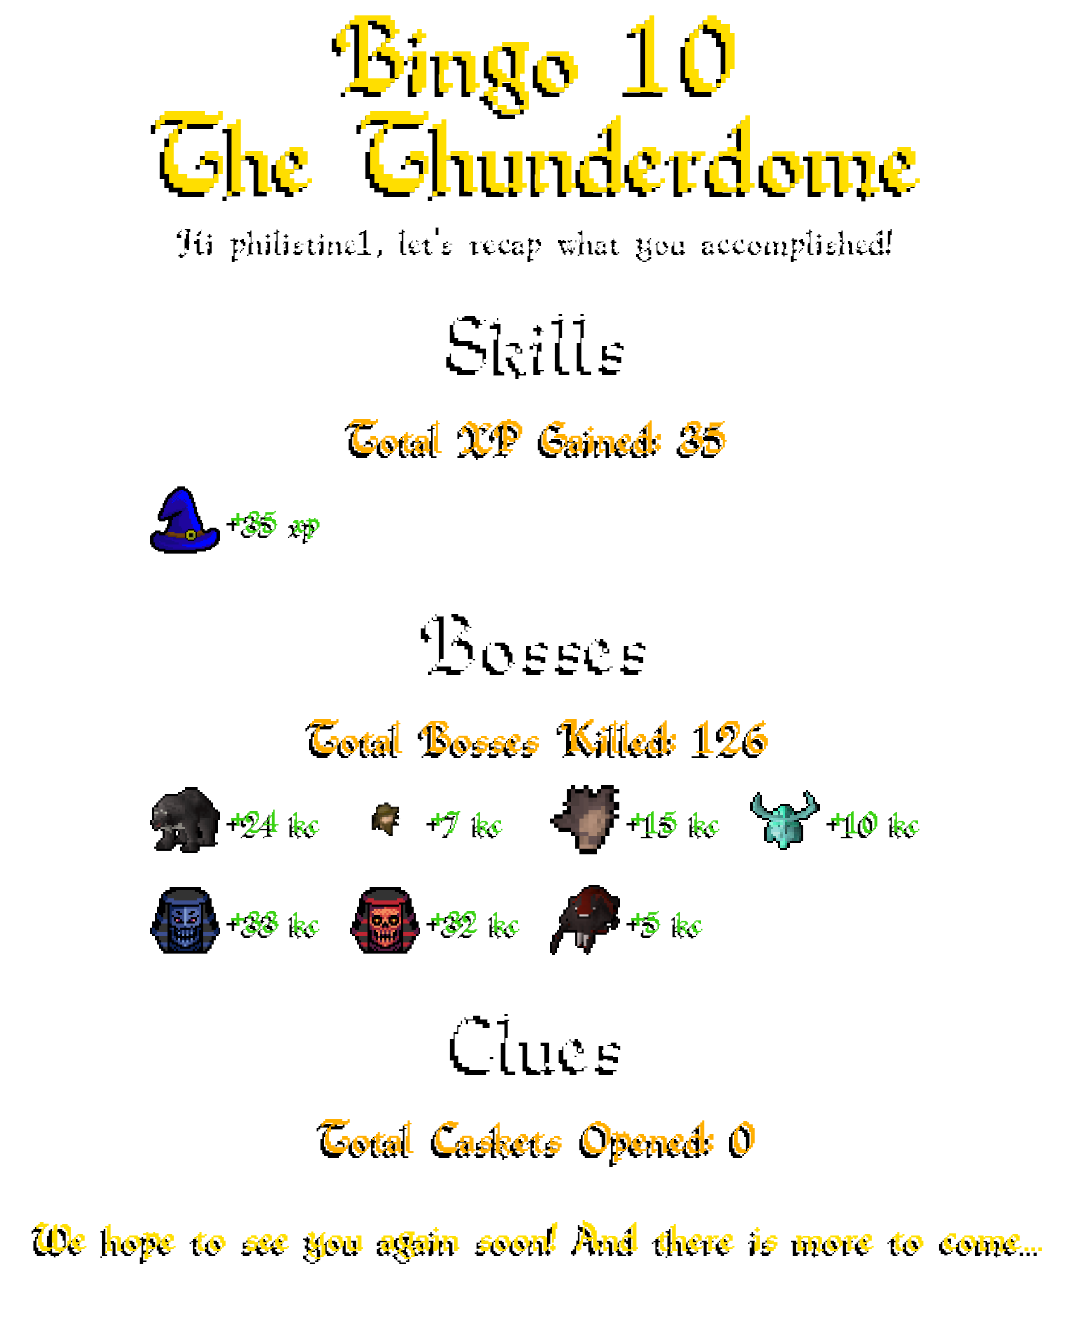 Bingo 10
The Thunderdome
Hi philistine1, let's recap what you accomplished!
Skills
Total XP Gained: 35
+35 xp
Bosses
Total Bosses Killed: 126
+24 kc +7 kc +15 kc +10 kc
+33 kc +32 kc +5 kc
Clues
Total Caskets Opened: 0
We hope to see you again soon! And there is more to come...